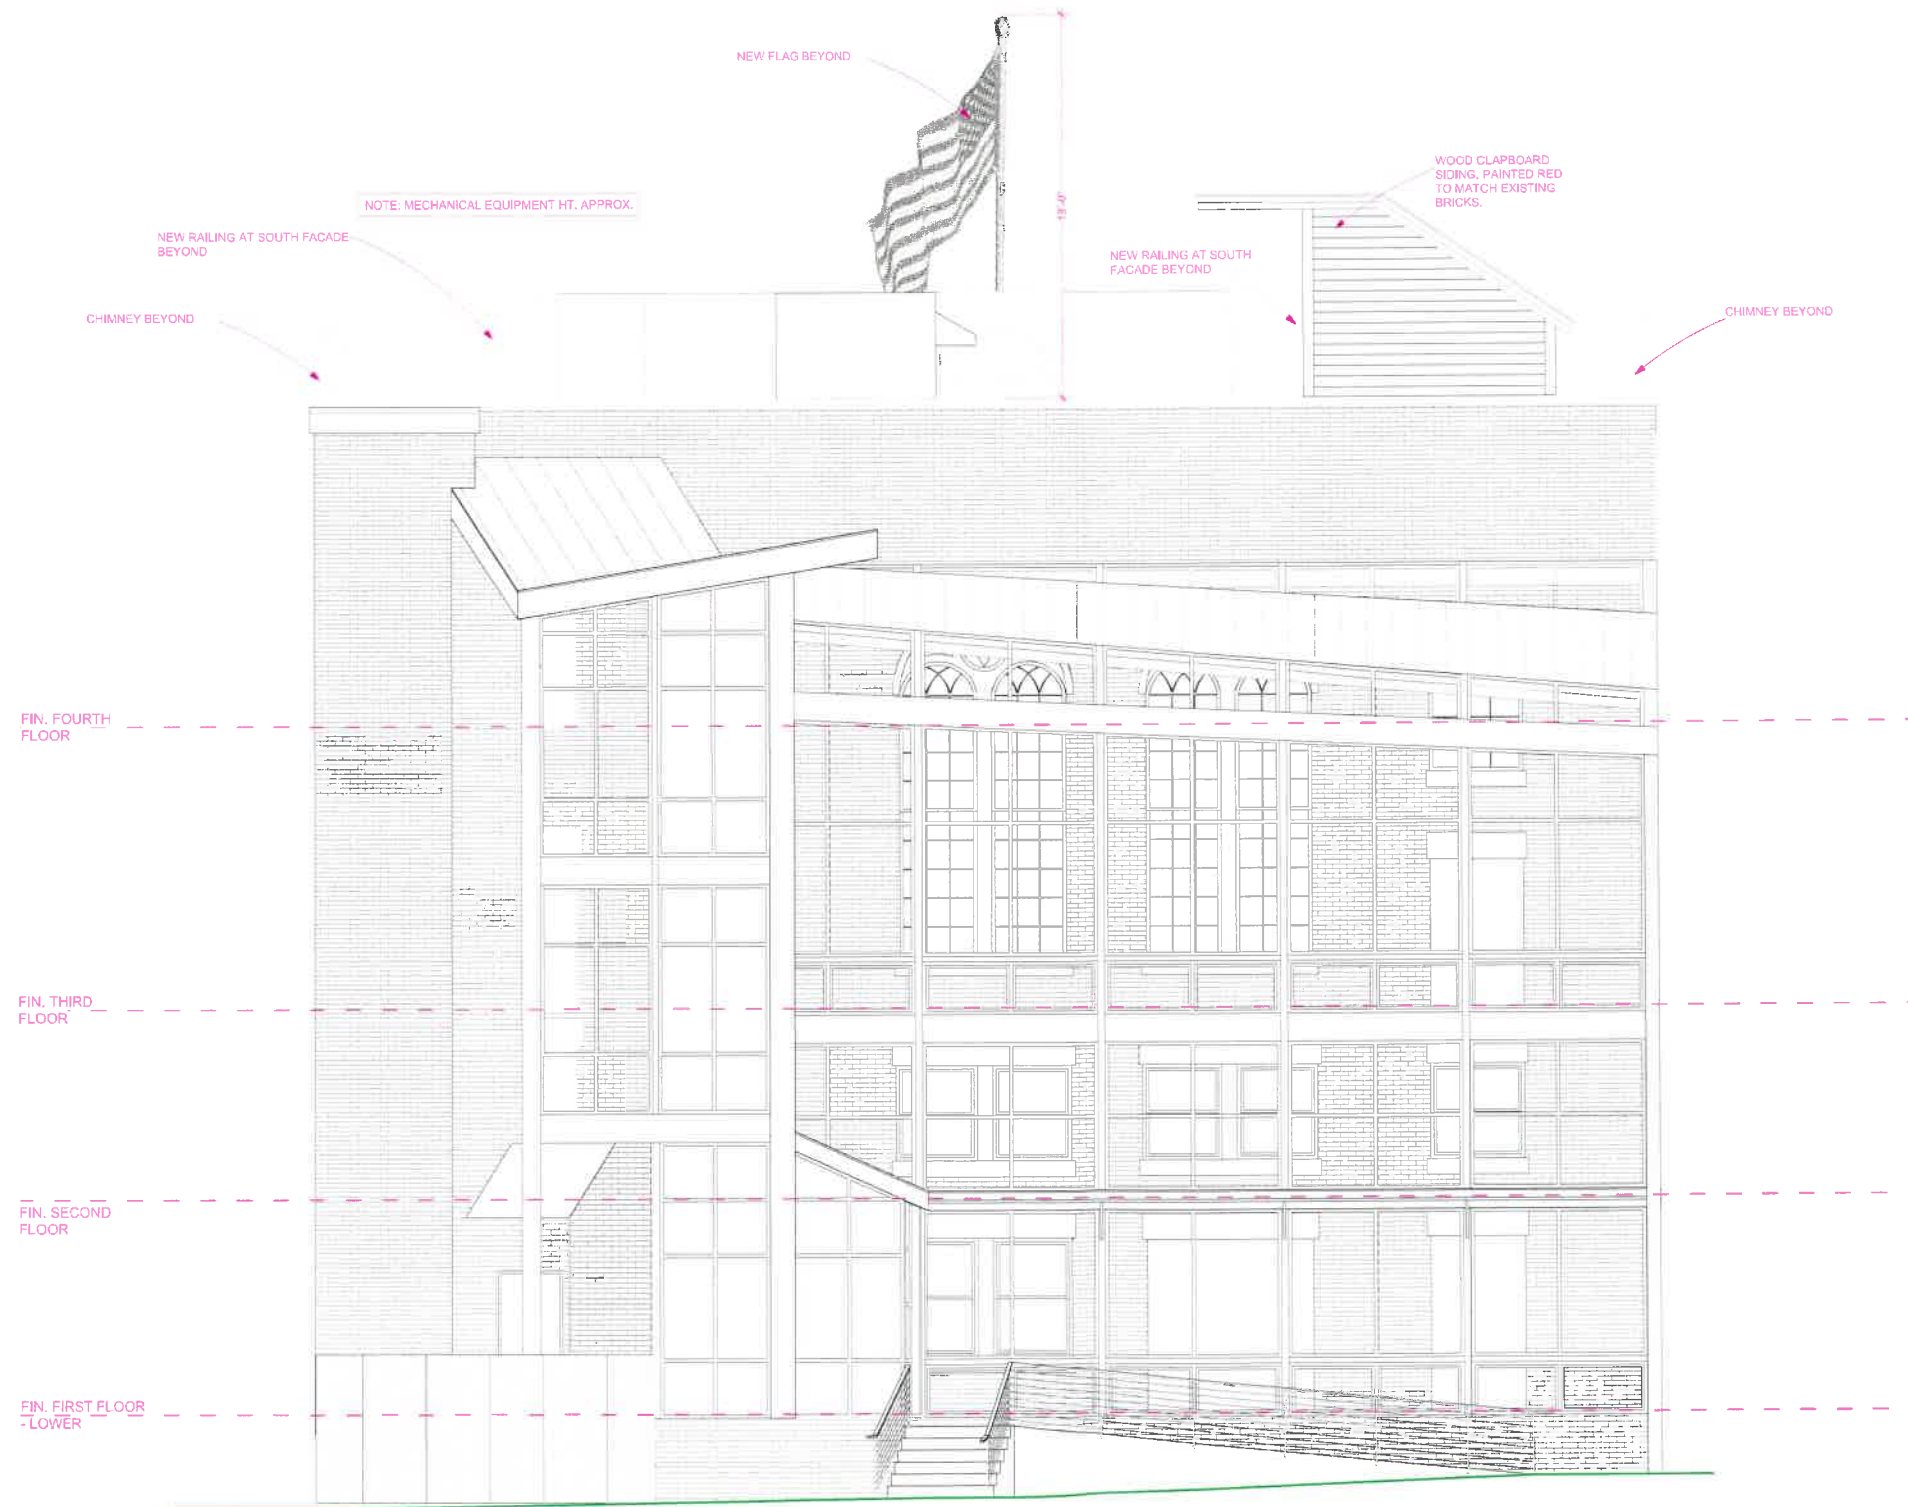 NEW FLAG BEYOND
WOOD CLAPBOARD
SIDING, PAINTED RED
TO MATCH EXISTING
BRICKS.
NOTE: MECHANICAL EQUIPMENT HT. APPROX.
NEW RAILING AT SOUTH FACADE
BEYOND
NEW RAILING AT SOUTH
FACADE BEYOND
CHIMNEY BEYOND
CHIMNEY BEYOND
FIN. FOURTH
FLOOR
FIN. THIRD
FLOOR
FIN. SECOND
FLOOR
FIN. FIRST FLOOR
- LOWER